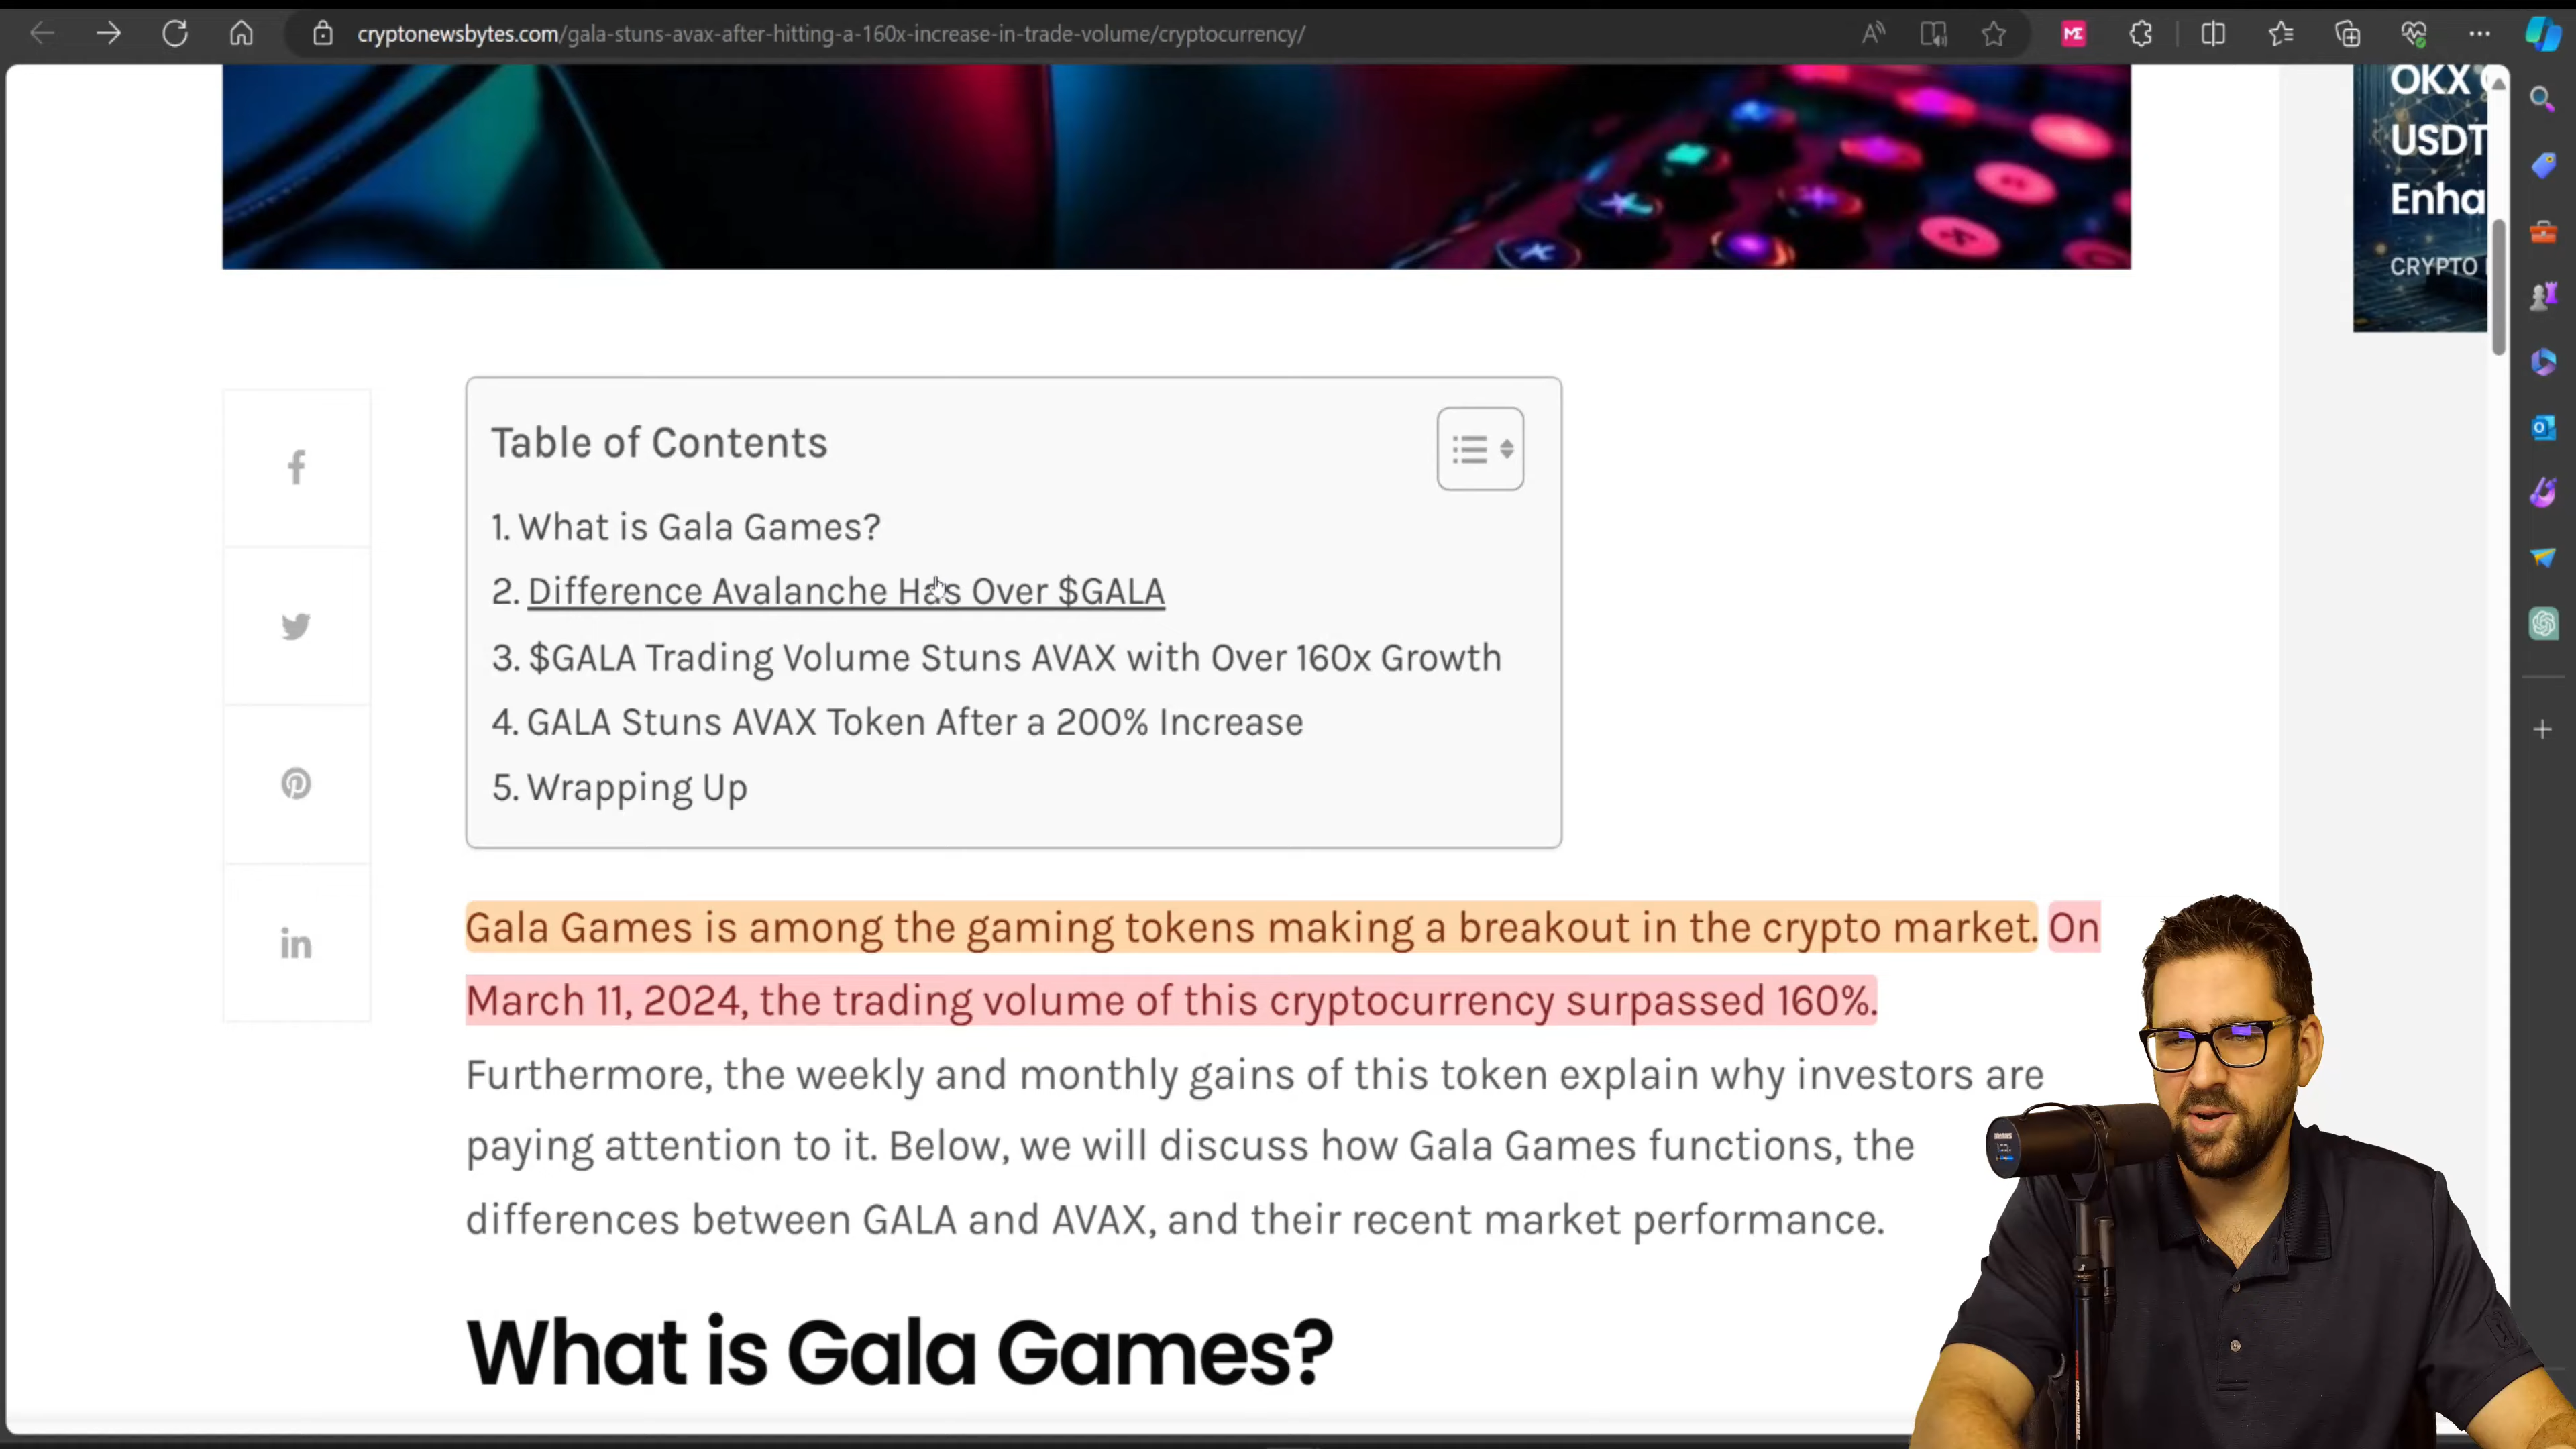 cryptonewsbytes.com/gala-stuns-avax-after-hitting-a-160x-increase-in-trade-volume/cryptocurrency/
OKX
USDT
Enha
CRYPTO
Table of Contents
1. What is Gala Games?
2. Difference Avalanche Has Over $GALA
3. $GALA Trading Volume Stuns AVAX with Over 160x Growth
4. GALA Stuns AVAX Token After a 200% Increase
5. Wrapping Up
Gala Games is among the gaming tokens making a breakout in the crypto market. On
March 11, 2024, the trading volume of this cryptocurrency surpassed 160%.
Furthermore, the weekly and monthly gains of this token explain why investors are
paying attention to it. Below, we will discuss how Gala Games functions, the
differences between GALA and AVAX, and their recent market performance.
What is Gala Games?